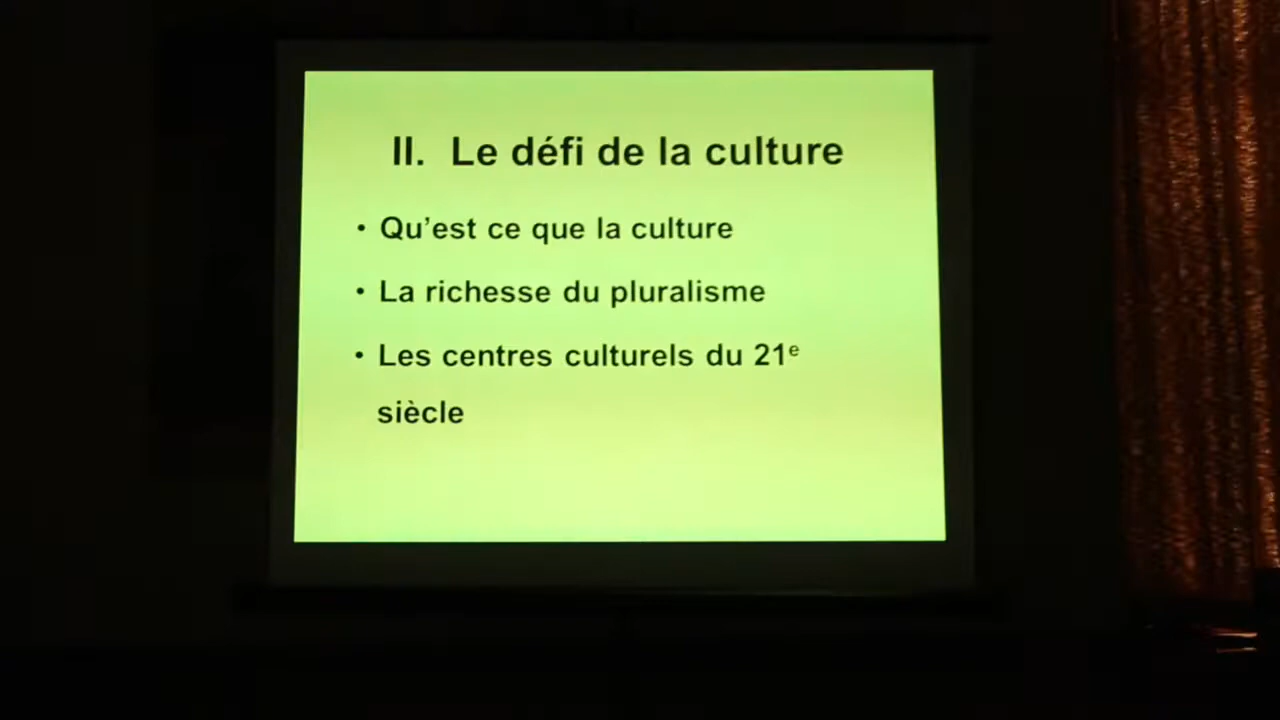 II. Le défi de la culture
• Qu’est ce que la culture
• La richesse du pluralisme
• Les centres culturels du 21e
siècle